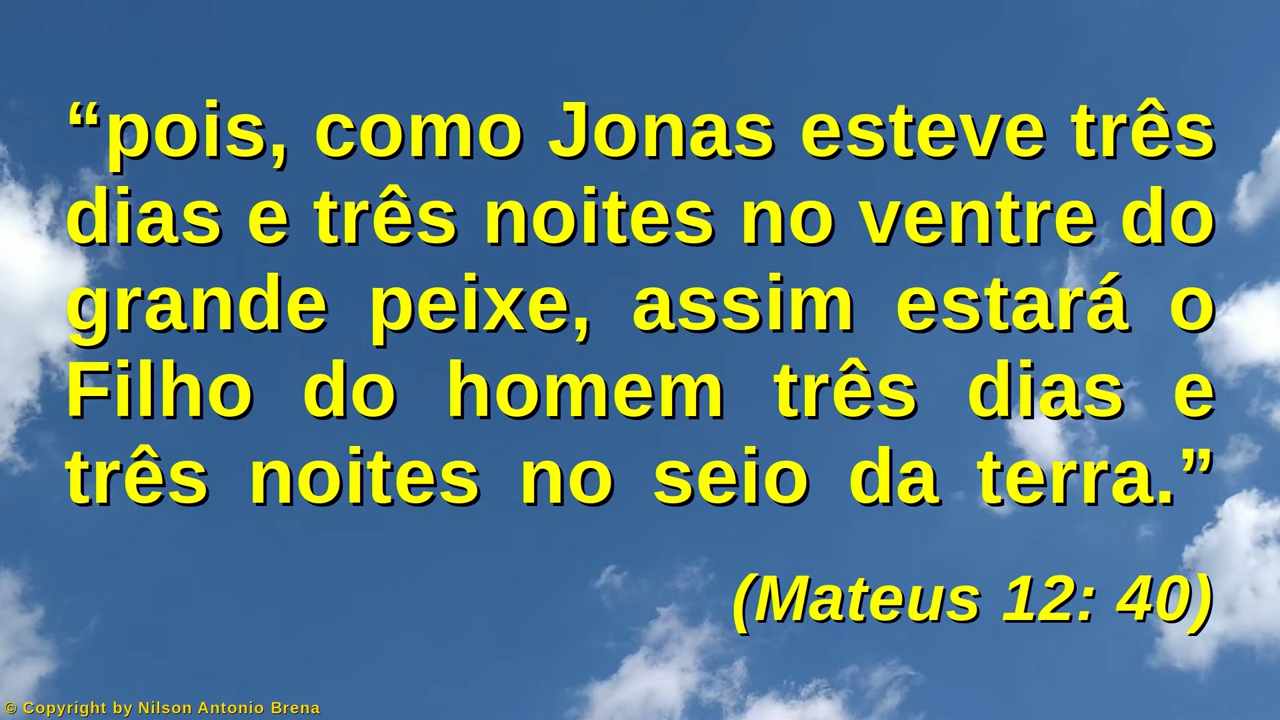 “pois, como Jonas esteve três
dias e três noites no ventre do
grande peixe, assim estará o
Filho do homem três dias e
três noites no seio da terra.”
(Mateus 12: 40)
© Copyright by Nilson Antonio Brena